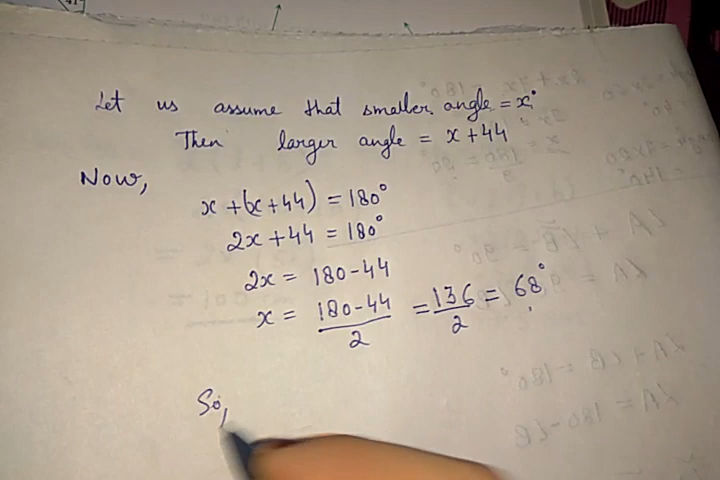 Let us assume that smaller angle = x°
Then larger angle = x + 44
Now,
x + (x + 44) = 180°
2x + 44 = 180°
2x = 180 - 44
x = 180-44/2 = 136/2 = 68°
So,